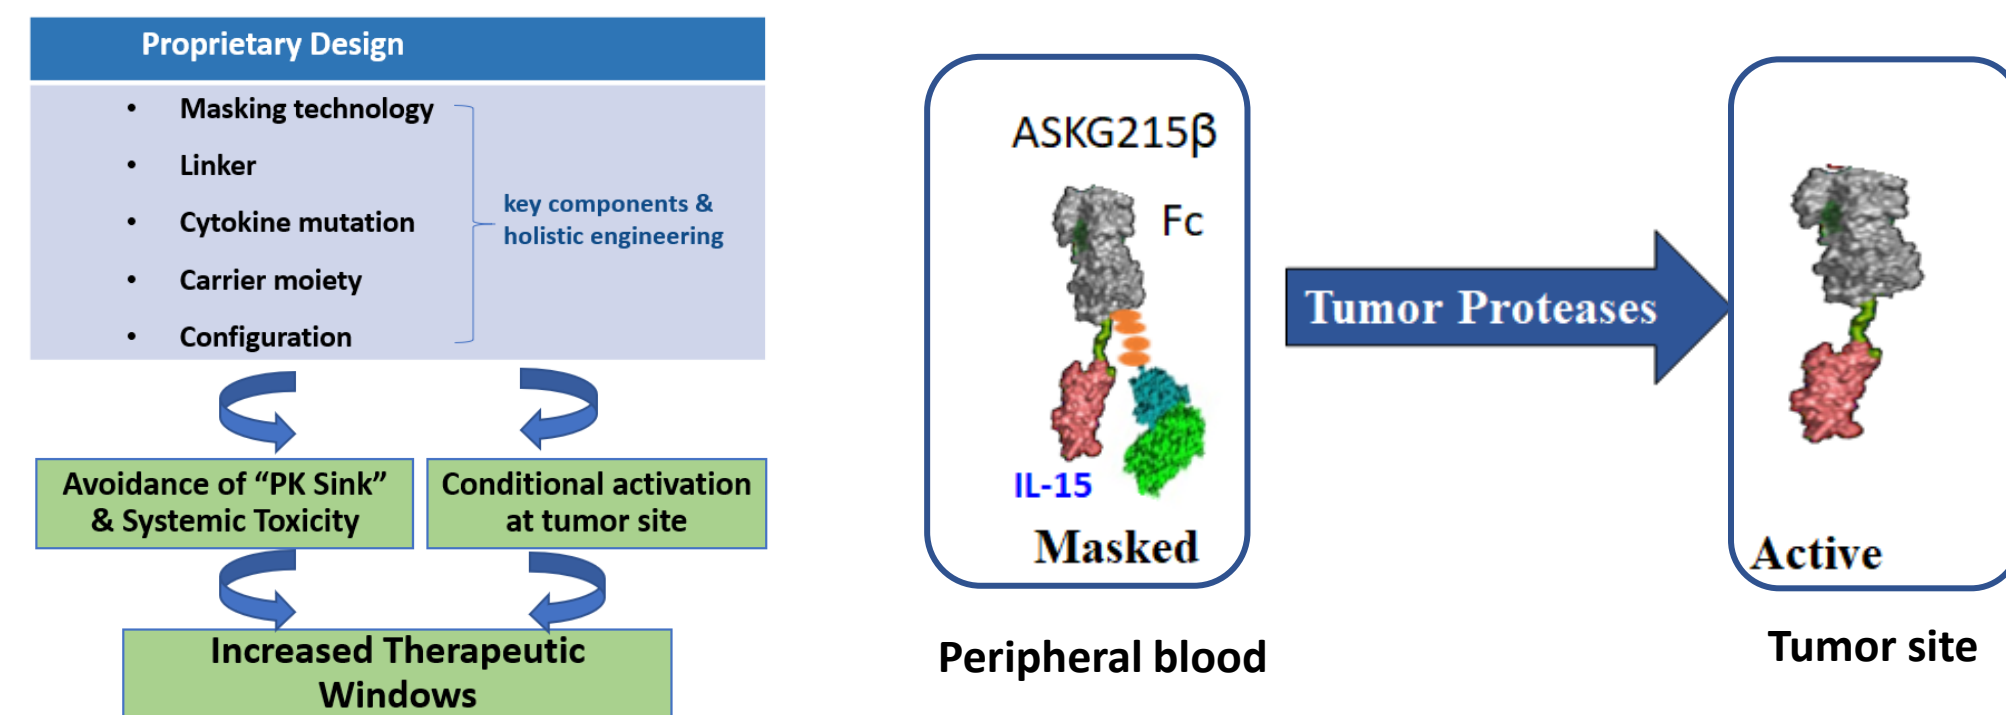 Proprietary Design
• Masking technology
• Linker
• Cytokine mutation
• Carrier moiety
• Configuration
key components &
holistic engineering
Avoidance of “PK Sink”
& Systemic Toxicity
Conditional activation
at tumor site
Increased Therapeutic
Windows
ASKG215β
Fc
IL-15
Masked
Peripheral blood
Tumor Proteases
Active
Tumor site